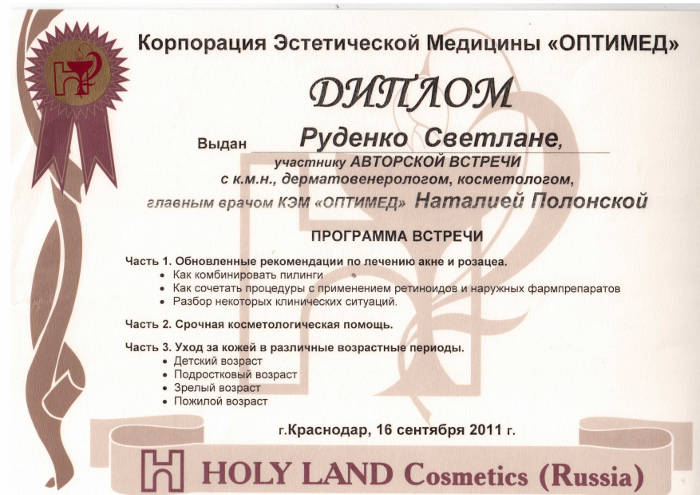 Корпорация Эстетической Медицины «ОПТИМЕД»
ДИПЛОМ
Выдан Руденко Светлане,
участнику АВТОРСКОЙ ВСТРЕЧИ
с к.м.н., дерматовенерологом, косметологом,
главным врачом КЭМ «ОПТИМЕД» Наталией Полонской
ПРОГРАММА ВСТРЕЧИ
Часть 1. Обновленные рекомендации по лечению акне и розацеа.
• Как комбинировать пилинги
• Как сочетать процедуры с применением ретиноидов и наружных фармпрепаратов
• Разбор некоторых клинических ситуаций.
Часть 2. Срочная косметологическая помощь.
Часть 3. Уход за кожей в различные возрастные периоды.
• Детский возраст
• Подростковый возраст
• Зрелый возраст
• Пожилой возраст
г.Краснодар, 16 сентября 2011 г.
HOLY LAND Cosmetics (Russia)